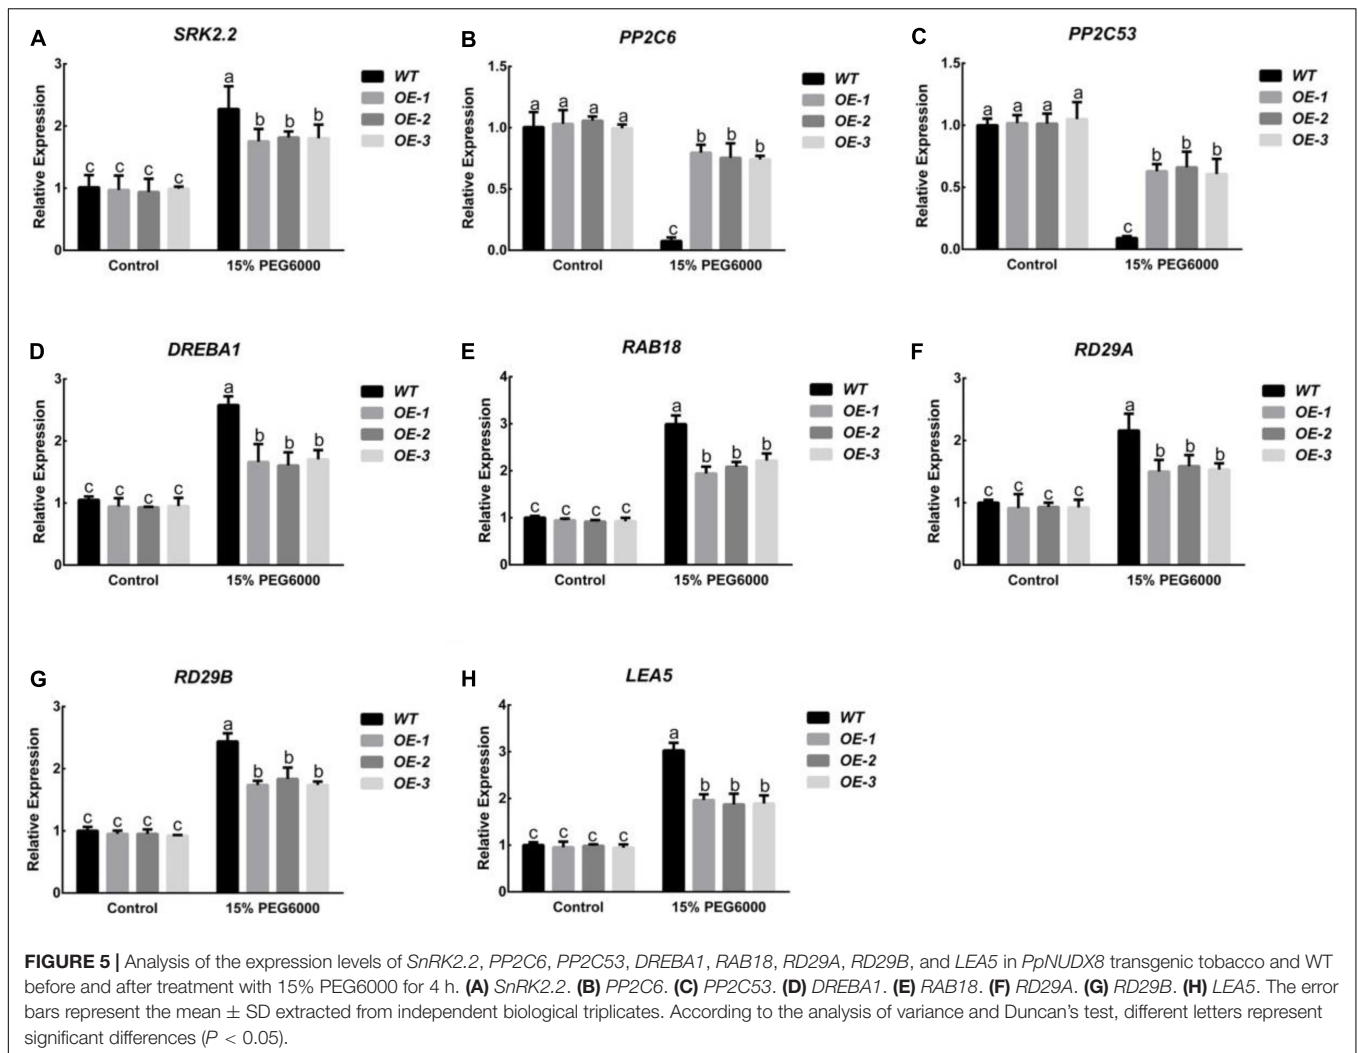 A SRK2.2
Relative Expression
3
2
1
0
a
b b b
c c c c
Control 15% PEG6000
WT
OE-1
OE-2
OE-3
B PP2C6
Relative Expression
1.5
1.0
0.5
0.0
a a a a
b b b
c
Control 15% PEG6000
WT
OE-1
OE-2
OE-3
C PP2C53
Relative Expression
1.5
1.0
0.5
0.0
a a a a
b b b
c
Control 15% PEG6000
WT
OE-1
OE-2
OE-3
D DREBA1
Relative Expression
3
2
1
0
a
b b b
c c c c
Control 15% PEG6000
WT
OE-1
OE-2
OE-3
E RAB18
Relative Expression
4
3
2
1
0
a
b b b
c c c c
Control 15% PEG6000
WT
OE-1
OE-2
OE-3
F RD29A
Relative Expression
3
2
1
0
a
b b b
c c c c
Control 15% PEG6000
WT
OE-1
OE-2
OE-3
G RD29B
Relative Expression
3
2
1
0
a
b b b
c c c c
Control 15% PEG6000
WT
OE-1
OE-2
OE-3
H LEA5
Relative Expression
4
3
2
1
0
a
b b b
c c c c
Control 15% PEG6000
WT
OE-1
OE-2
OE-3
FIGURE 5 | Analysis of the expression levels of SnRK2.2, PP2C6, PP2C53, DREBA1, RAB18, RD29A, RD29B, and LEA5 in PpNUDX8 transgenic tobacco and WT
before and after treatment with 15% PEG6000 for 4 h. (A) SnRK2.2. (B) PP2C6. (C) PP2C53. (D) DREBA1. (E) RAB18. (F) RD29A. (G) RD29B. (H) LEA5. The error
bars represent the mean ± SD extracted from independent biological triplicates. According to the analysis of variance and Duncan's test, different letters represent
significant differences (P < 0.05).